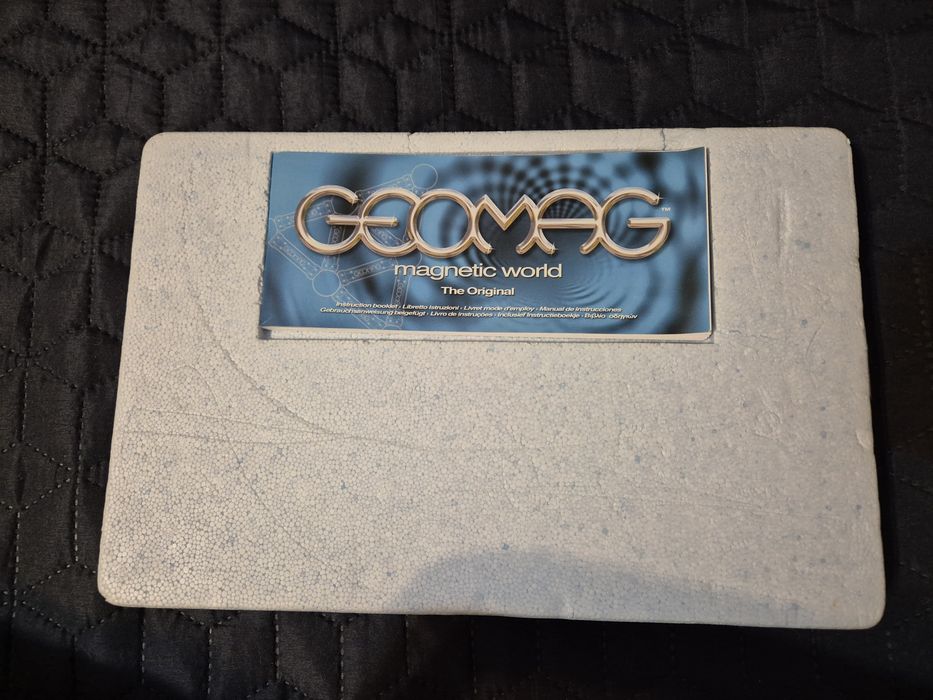 GEOMAG™
magnetic world
The Original
Instruction booklet · Libretto istruzioni · Livret mode d'emploi · Manual de instrucciones
Gebrauchsanweisung beigefügt · Livro de instruções · Inclusief instructieboekje · Βιβλίο οδηγιών